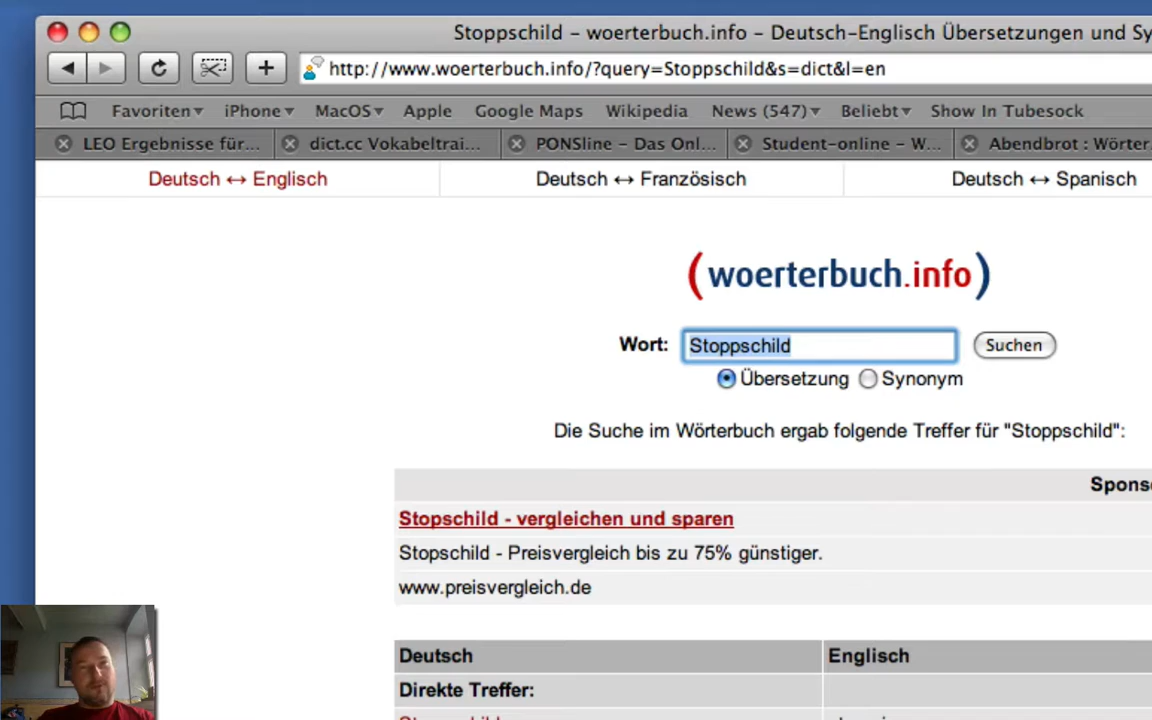 Stoppschild – woerterbuch.info – Deutsch-Englisch Übersetzungen und Sy
http://www.woerterbuch.info/?query=Stoppschild&s=dict&l=en
Favoriten▾ iPhone▾ MacOS▾ Apple Google Maps Wikipedia News (547)▾ Beliebt▾ Show In Tubesock
LEO Ergebnisse für... dict.cc Vokabeltrai... PONSline – Das Onl... Student-online – W... Abendbrot : Wörter
Deutsch ↔ Englisch Deutsch ↔ Französisch Deutsch ↔ Spanisch
(woerterbuch.info)
Wort: Stoppschild Suchen
Übersetzung Synonym
Die Suche im Wörterbuch ergab folgende Treffer für "Stoppschild":
Spons
Stopschild - vergleichen und sparen
Stopschild - Preisvergleich bis zu 75% günstiger.
www.preisvergleich.de
Deutsch Englisch
Direkte Treffer: